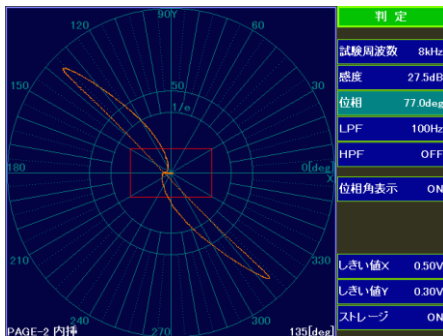 90Y
120
60
150
30
50
1/e
180
0[deg]
X
210
330
240
300
270
PAGE-2 内挿
135[deg]
判 定
試験周波数 8kHz
感度 27.5dB
位相 77.0deg
LPF 100Hz
HPF OFF
位相角表示 ON
しきい値X 0.50V
しきい値Y 0.30V
ストレージ ON